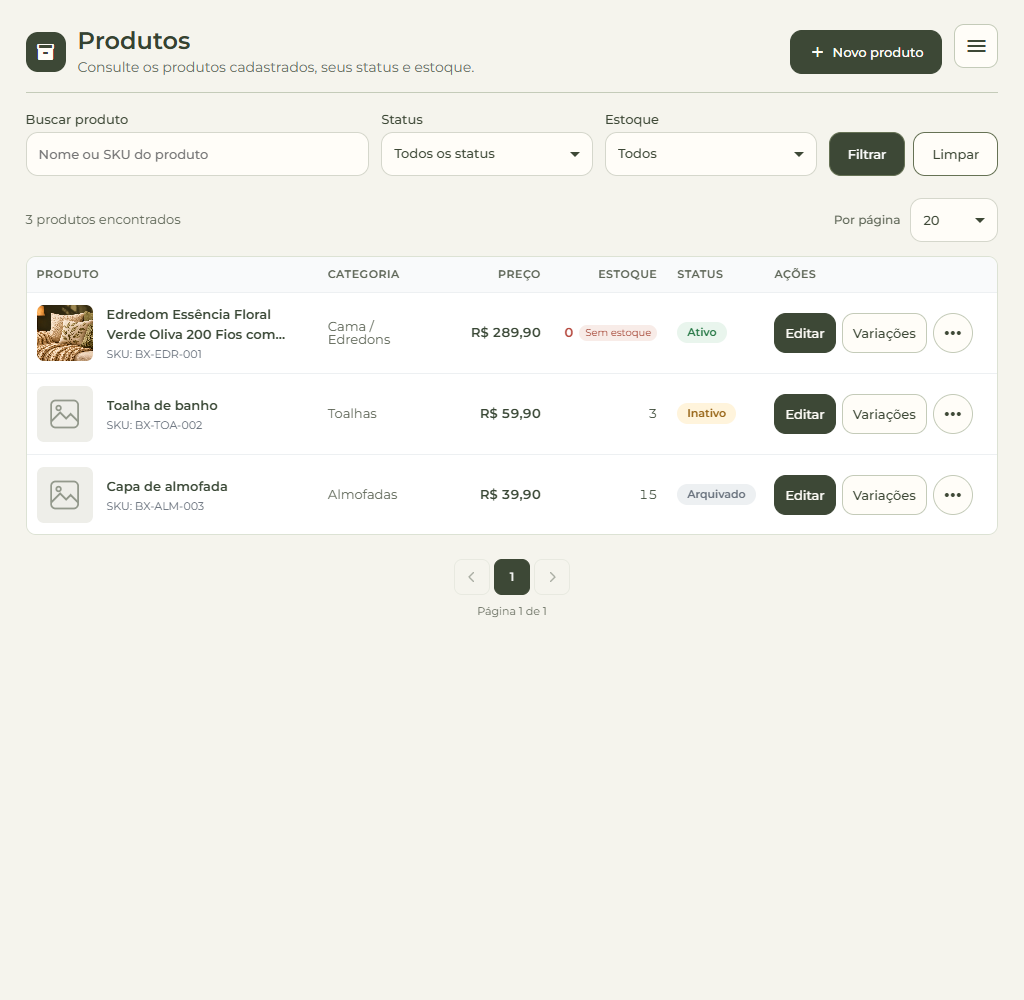 Produtos
Consulte os produtos cadastrados, seus status e estoque.
+ Novo produto
Buscar produto
Status
Estoque
Nome ou SKU do produto
Todos os status
Todos
Filtrar
Limpar
3 produtos encontrados
Por página
20
PRODUTO CATEGORIA PREÇO ESTOQUE STATUS AÇÕES
Edredom Essência Floral
Verde Oliva 200 Fios com...
SKU: BX-EDR-001
Cama /
Edredons
R$ 289,90
0 Sem estoque
Ativo
Editar
Variações
•••
Toalha de banho
SKU: BX-TOA-002
Toalhas
R$ 59,90
3
Inativo
Editar
Variações
•••
Capa de almofada
SKU: BX-ALM-003
Almofadas
R$ 39,90
15
Arquivado
Editar
Variações
•••
1
Página 1 de 1